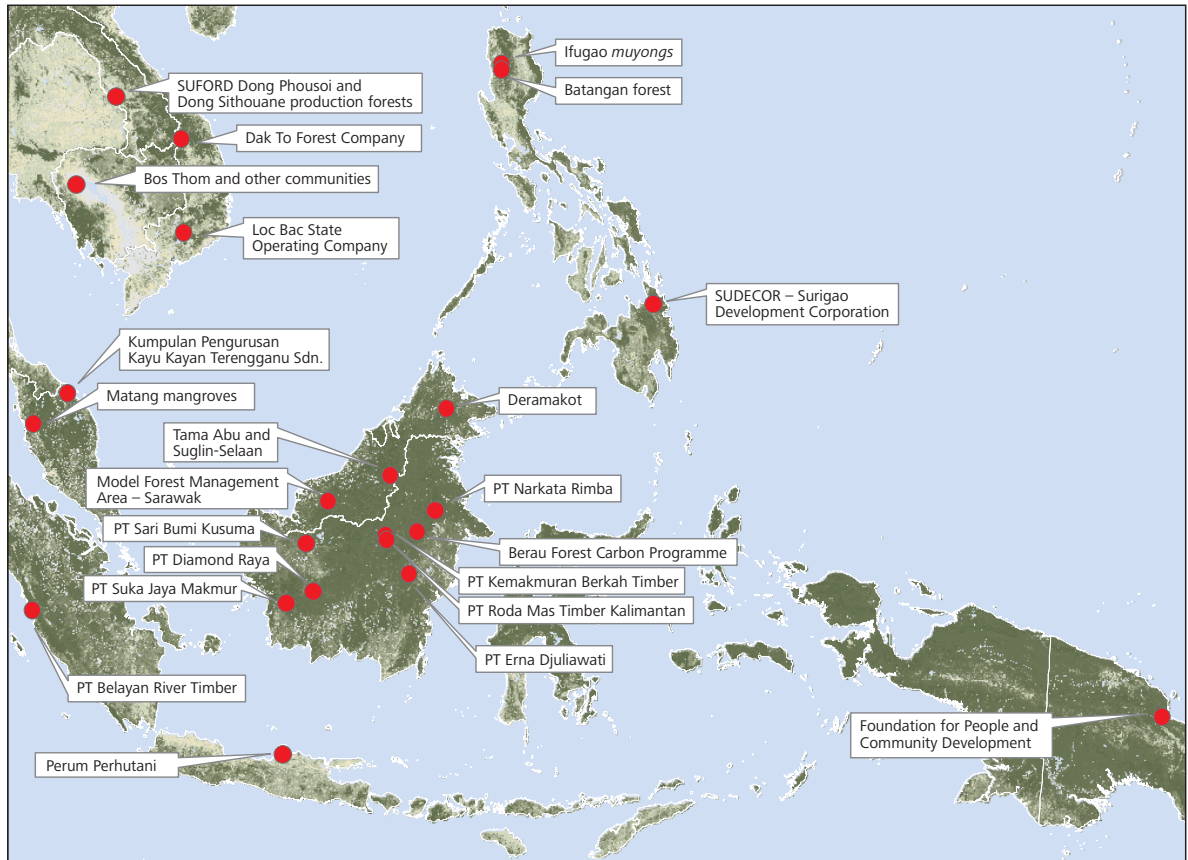 Ifugao muyongs
Batangan forest
SUFORD Dong Phousoi and
Dong Sithouane production forests
Dak To Forest Company
Bos Thom and other communities
Loc Bac State
Operating Company
SUDECOR – Surigao
Development Corporation
Kumpulan Pengurusan
Kayu Kayan Terengganu Sdn.
Matang mangroves
Deramakot
Tama Abu and
Suglin-Selaan
Model Forest Management
Area – Sarawak
PT Narkata Rimba
PT Sari Bumi Kusuma
Berau Forest Carbon Programme
PT Diamond Raya
PT Kemakmuran Berkah Timber
PT Suka Jaya Makmur
PT Roda Mas Timber Kalimantan
PT Erna Djuliawati
PT Belayan River Timber
Foundation for People and
Community Development
Perum Perhutani